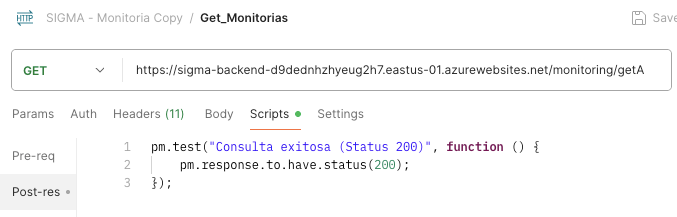 HTTP SIGMA - Monitoria Copy / Get_Monitorias Save
GET https://sigma-backend-d9dednhzhyeug2h7.eastus-01.azurewebsites.net/monitoring/getA
Params Auth Headers (11) Body Scripts Settings
Pre-req
Post-res
1 pm.test("Consulta exitosa (Status 200)", function () {
2 pm.response.to.have.status(200);
3 });